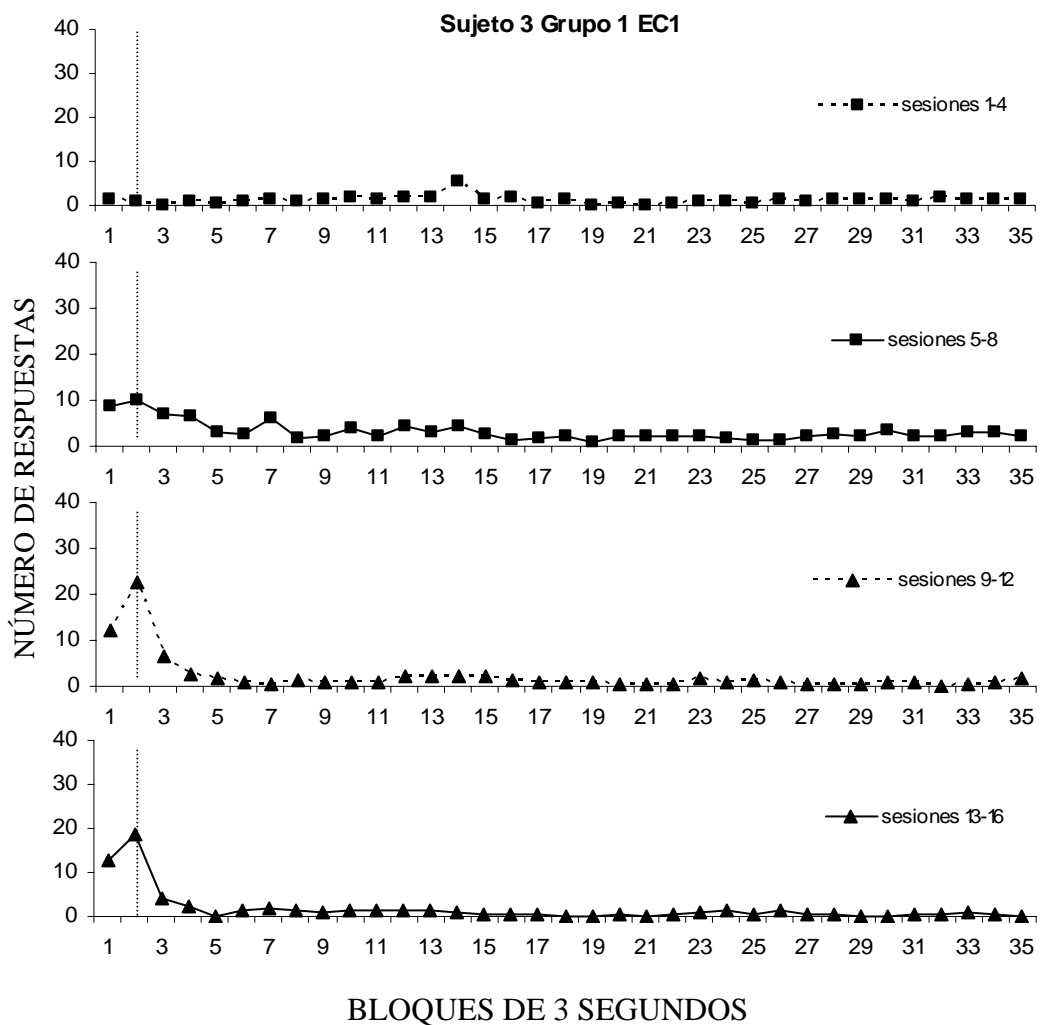 Sujeto 3 Grupo 1 EC1
NÚMERO DE RESPUESTAS
40
30
20
10
0
sesiones 1-4
1 3 5 7 9 11 13 15 17 19 21 23 25 27 29 31 33 35
40
30
20
10
0
sesiones 5-8
1 3 5 7 9 11 13 15 17 19 21 23 25 27 29 31 33 35
40
30
20
10
0
sesiones 9-12
1 3 5 7 9 11 13 15 17 19 21 23 25 27 29 31 33 35
40
30
20
10
0
sesiones 13-16
1 3 5 7 9 11 13 15 17 19 21 23 25 27 29 31 33 35
BLOQUES DE 3 SEGUNDOS